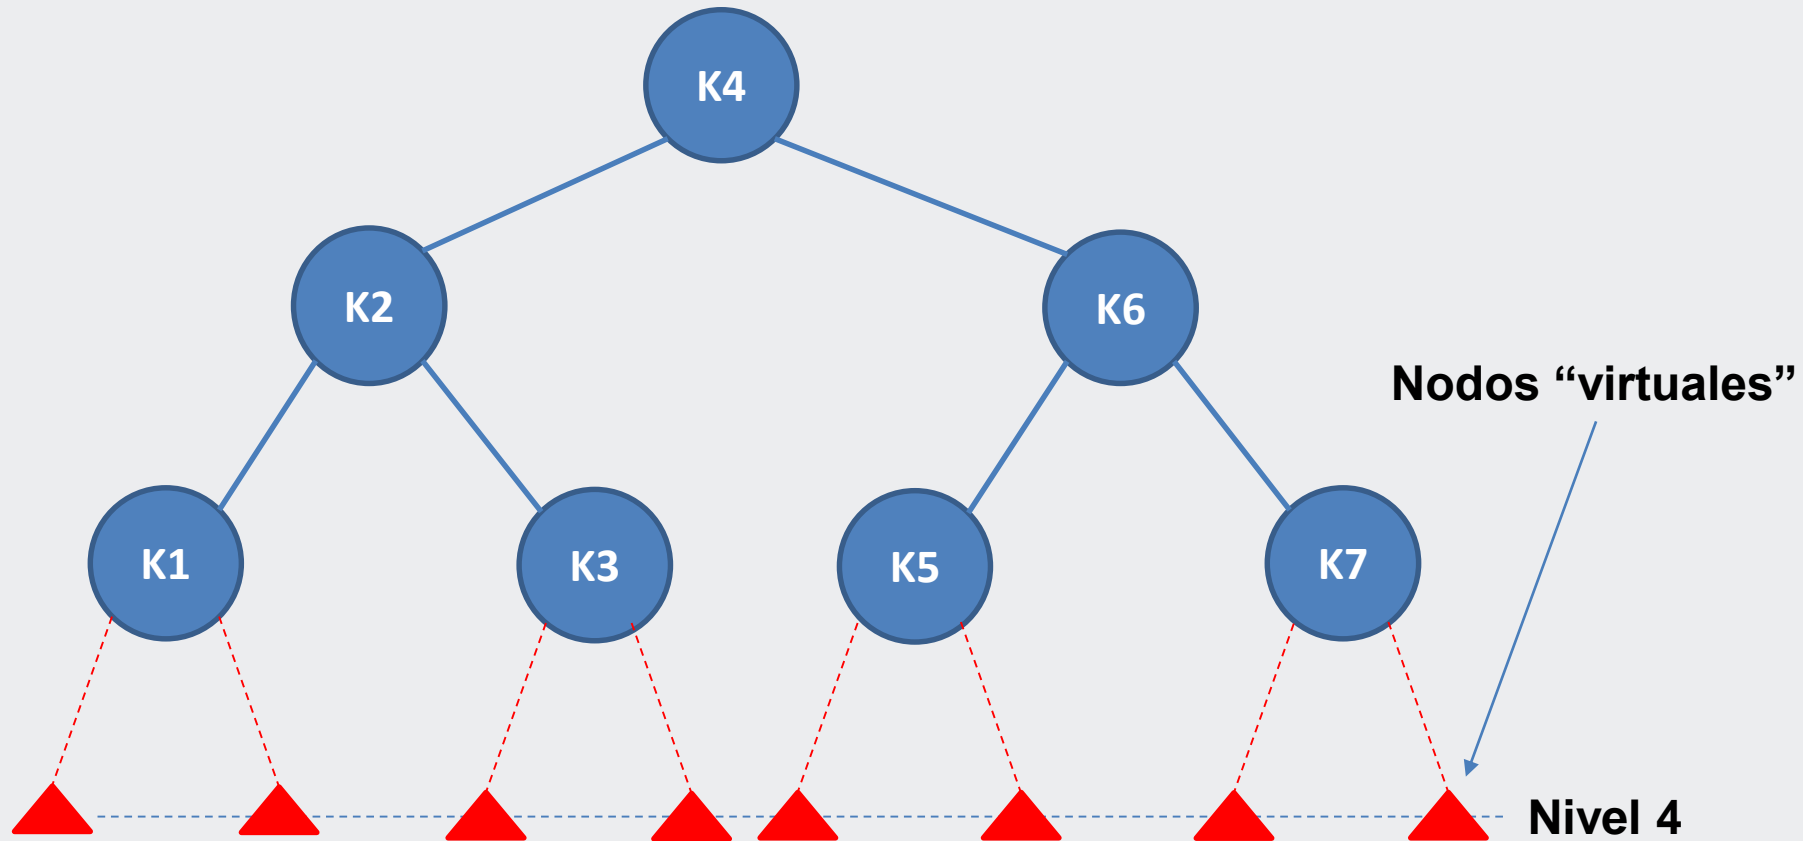 K4
K2
K6
Nodos “virtuales”
K1
K3
K5
K7
Nivel 4